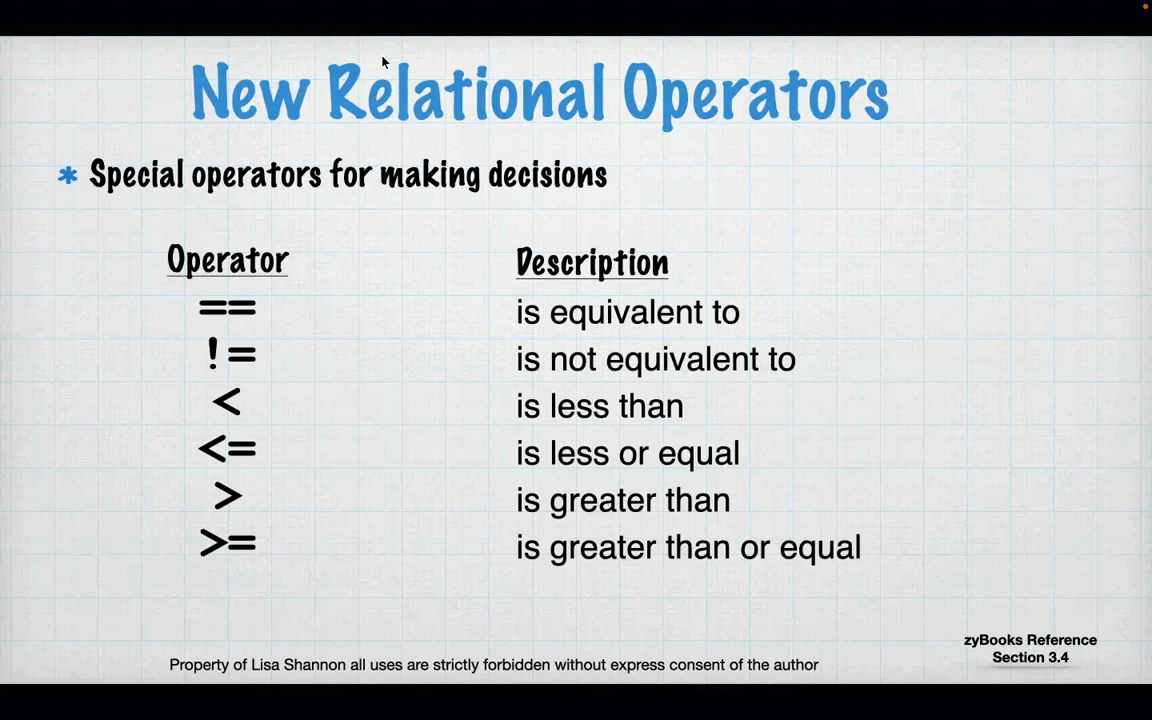 New Relational Operators
* Special operators for making decisions
Operator Description
== is equivalent to
!= is not equivalent to
< is less than
<= is less or equal
> is greater than
>= is greater than or equal
zyBooks Reference
Section 3.4
Property of Lisa Shannon all uses are strictly forbidden without express consent of the author